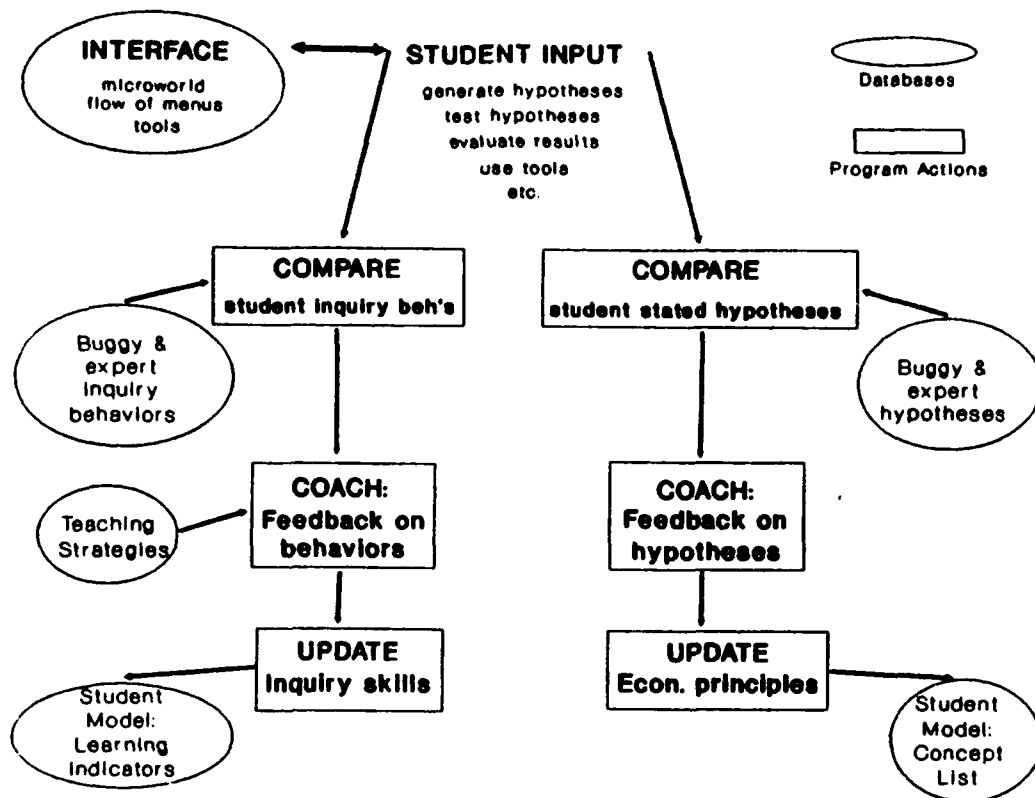 INTERFACE
microworld
flow of menus
tools
STUDENT INPUT
generate hypotheses
test hypotheses
evaluate results
use tools
etc.
Databases
Program Actions
COMPARE
student inquiry beh's
COMPARE
student stated hypotheses
Buggy &
expert
inquiry
behaviors
Buggy &
expert
hypotheses
COACH:
Feedback on
behaviors
COACH:
Feedback on
hypotheses
Teaching
Strategies
UPDATE
Inquiry skills
UPDATE
Econ. principles
Student
Model:
Learning
Indicators
Student
Model:
Concept
List